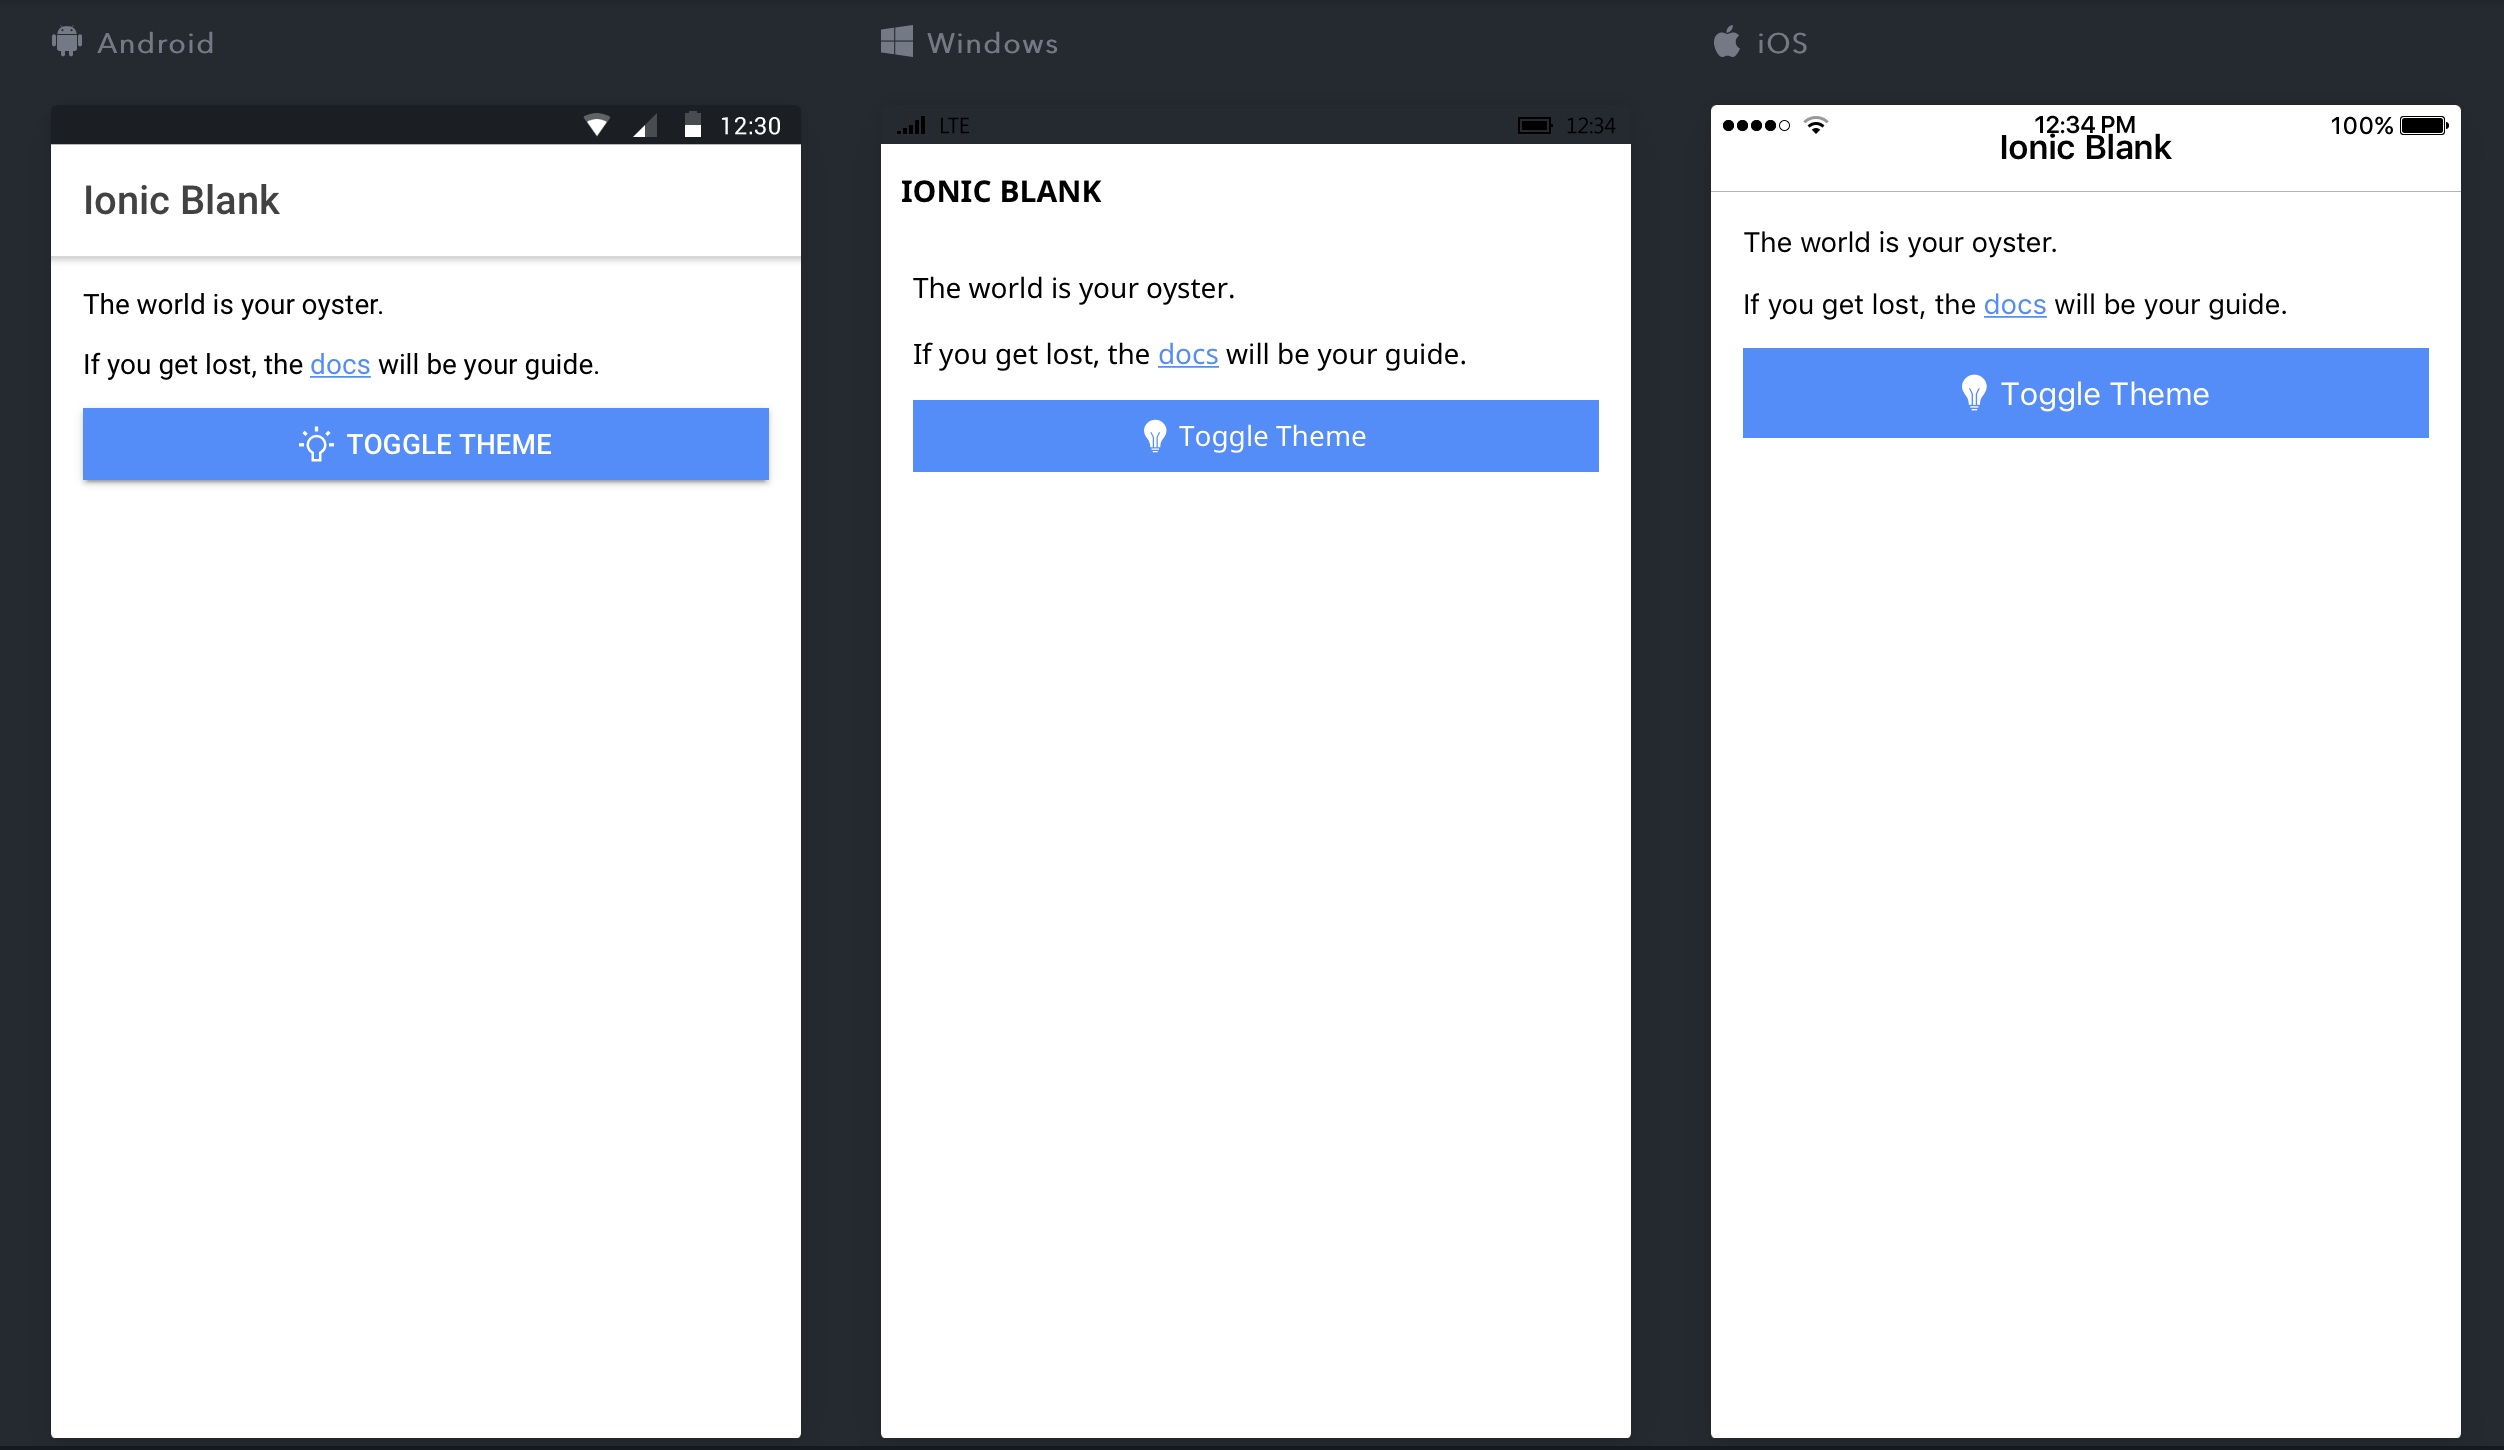 Android
12:30
Ionic Blank
The world is your oyster.
If you get lost, the docs will be your guide.
TOGGLE THEME
Windows
LTE
12:34
IONIC BLANK
The world is your oyster.
If you get lost, the docs will be your guide.
Toggle Theme
iOS
12:34 PM
100%
Ionic Blank
The world is your oyster.
If you get lost, the docs will be your guide.
Toggle Theme